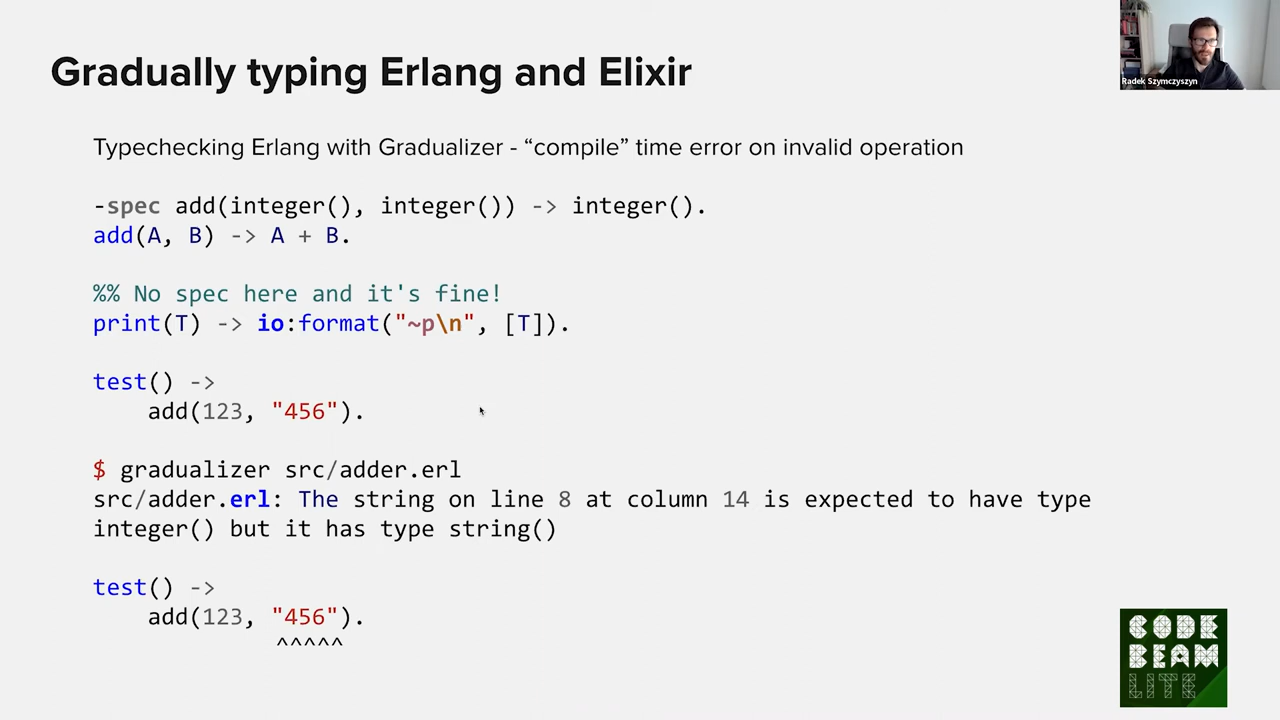 Gradually typing Erlang and Elixir
Radek Szymczyszyn
Typechecking Erlang with Gradualizer - “compile” time error on invalid operation
-spec add(integer(), integer()) -> integer().
add(A, B) -> A + B.
%% No spec here and it's fine!
print(T) -> io:format("~p\n", [T]).
test() ->
    add(123, "456").
$ gradualizer src/adder.erl
src/adder.erl: The string on line 8 at column 14 is expected to have type
integer() but it has type string()
test() ->
    add(123, "456").
^^^^^
CODE
BEAM
LITE